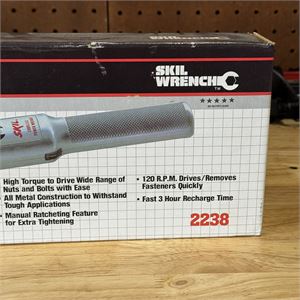 SKIL
WRENCH
TM
SKIL
High Torque to Drive Wide Range of
Nuts and Bolts with Ease
All Metal Construction to Withstand
Tough Applications
• Manual Ratcheting Feature
for Extra Tightening
• 120 R.P.M. Drives/Removes
Fasteners Quickly
• Fast 3 Hour Recharge Time
2238